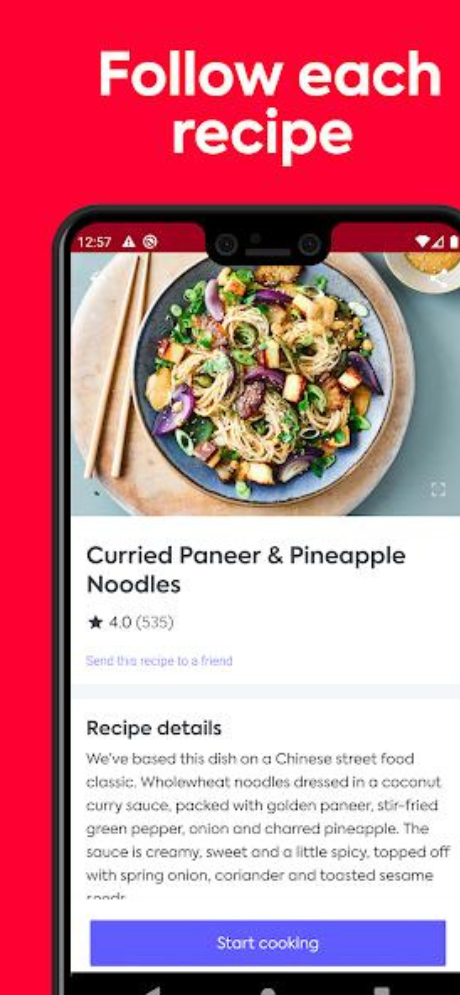 Follow each
recipe
12:57
Curried Paneer & Pineapple
Noodles
★ 4.0 (535)
Send this recipe to a friend
Recipe details
We've based this dish on a Chinese street food
classic. Wholewheat noodles dressed in a coconut
curry sauce, packed with golden paneer, stir-fried
green pepper, onion and charred pineapple. The
sauce is creamy, sweet and a little spicy, topped off
with spring onion, coriander and toasted sesame
Start cooking